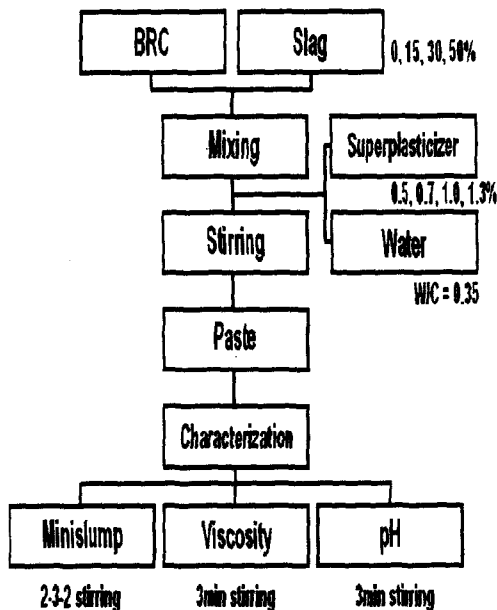 BRC
Slag
0, 15, 30, 50%
Mixing
Superplasticizer
0.5, 0.7, 1.0, 1.3%
Stirring
Water
W/C = 0.35
Paste
Characterization
Minislump
Viscosity
pH
2-3-2 stirring
3min stirring
3min stirring